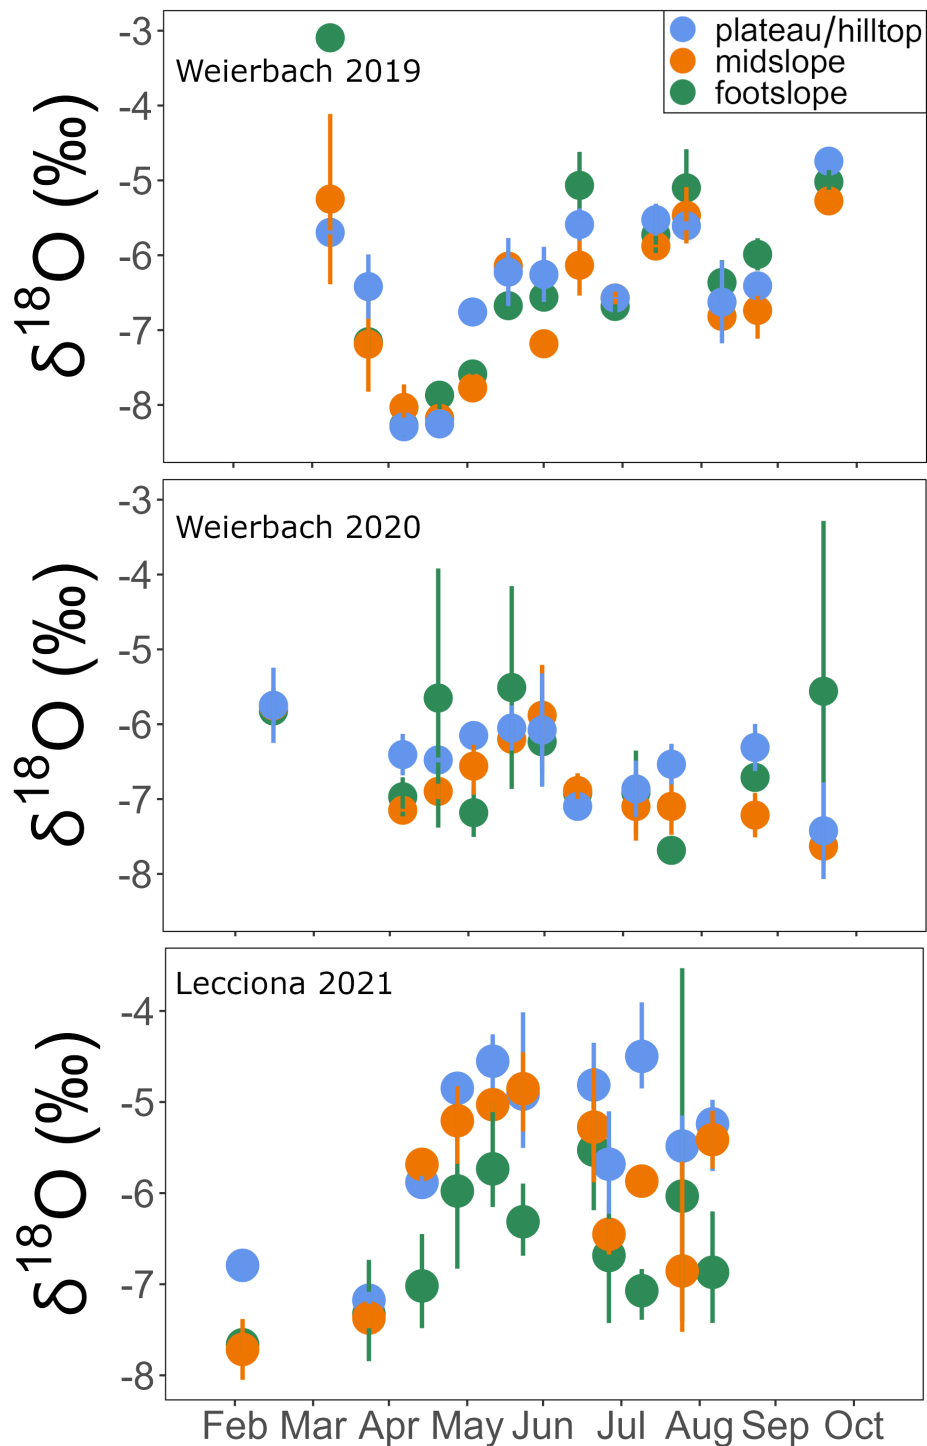 -3
-4
-5
-6
-7
-8
δ¹⁸O (‰)
Weierbach 2019
plateau/hilltop
midslope
footslope
-3
-4
-5
-6
-7
-8
δ¹⁸O (‰)
Weierbach 2020
-4
-5
-6
-7
-8
δ¹⁸O (‰)
Lecciona 2021
Feb Mar Apr May Jun Jul Aug Sep Oct